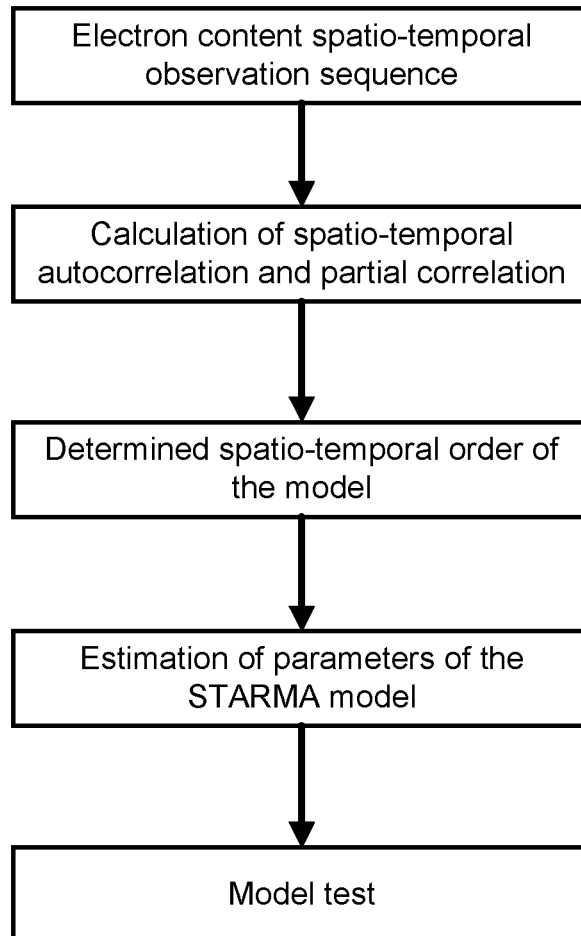 Electron content spatio-temporal
observation sequence
Calculation of spatio-temporal
autocorrelation and partial correlation
Determined spatio-temporal order of
the model
Estimation of parameters of the
STARMA model
Model test